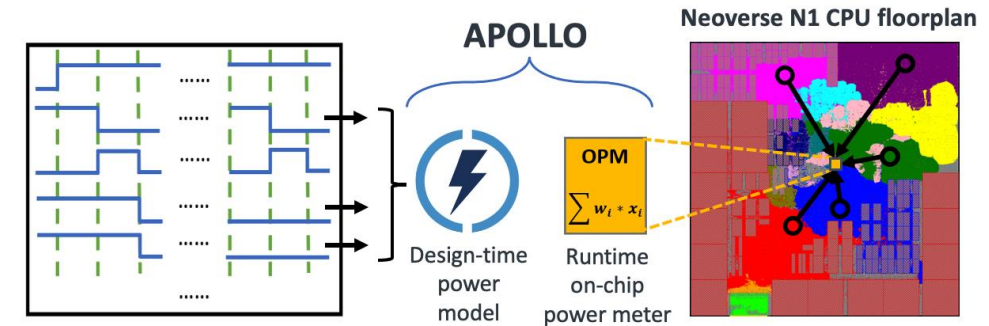 Neoverse N1 CPU floorplan
APOLLO
......
......
......
......
......
......
OPM
∑ wᵢ * xᵢ
Design-time
power
model
Runtime
on-chip
power meter